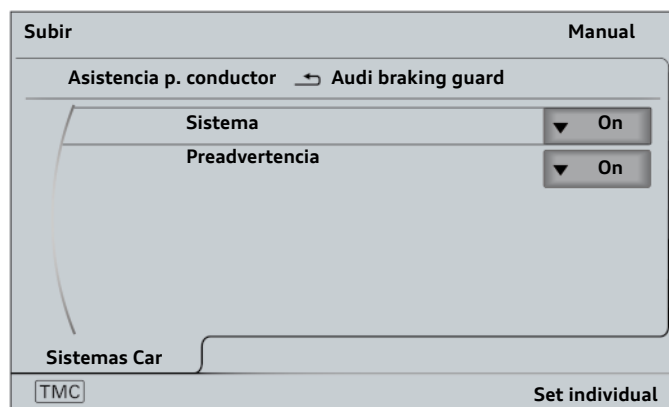 Subir Manual
Asistencia p. conductor Audi braking guard
Sistema On
Preadvertencia On
Sistemas Car
TMC Set individual